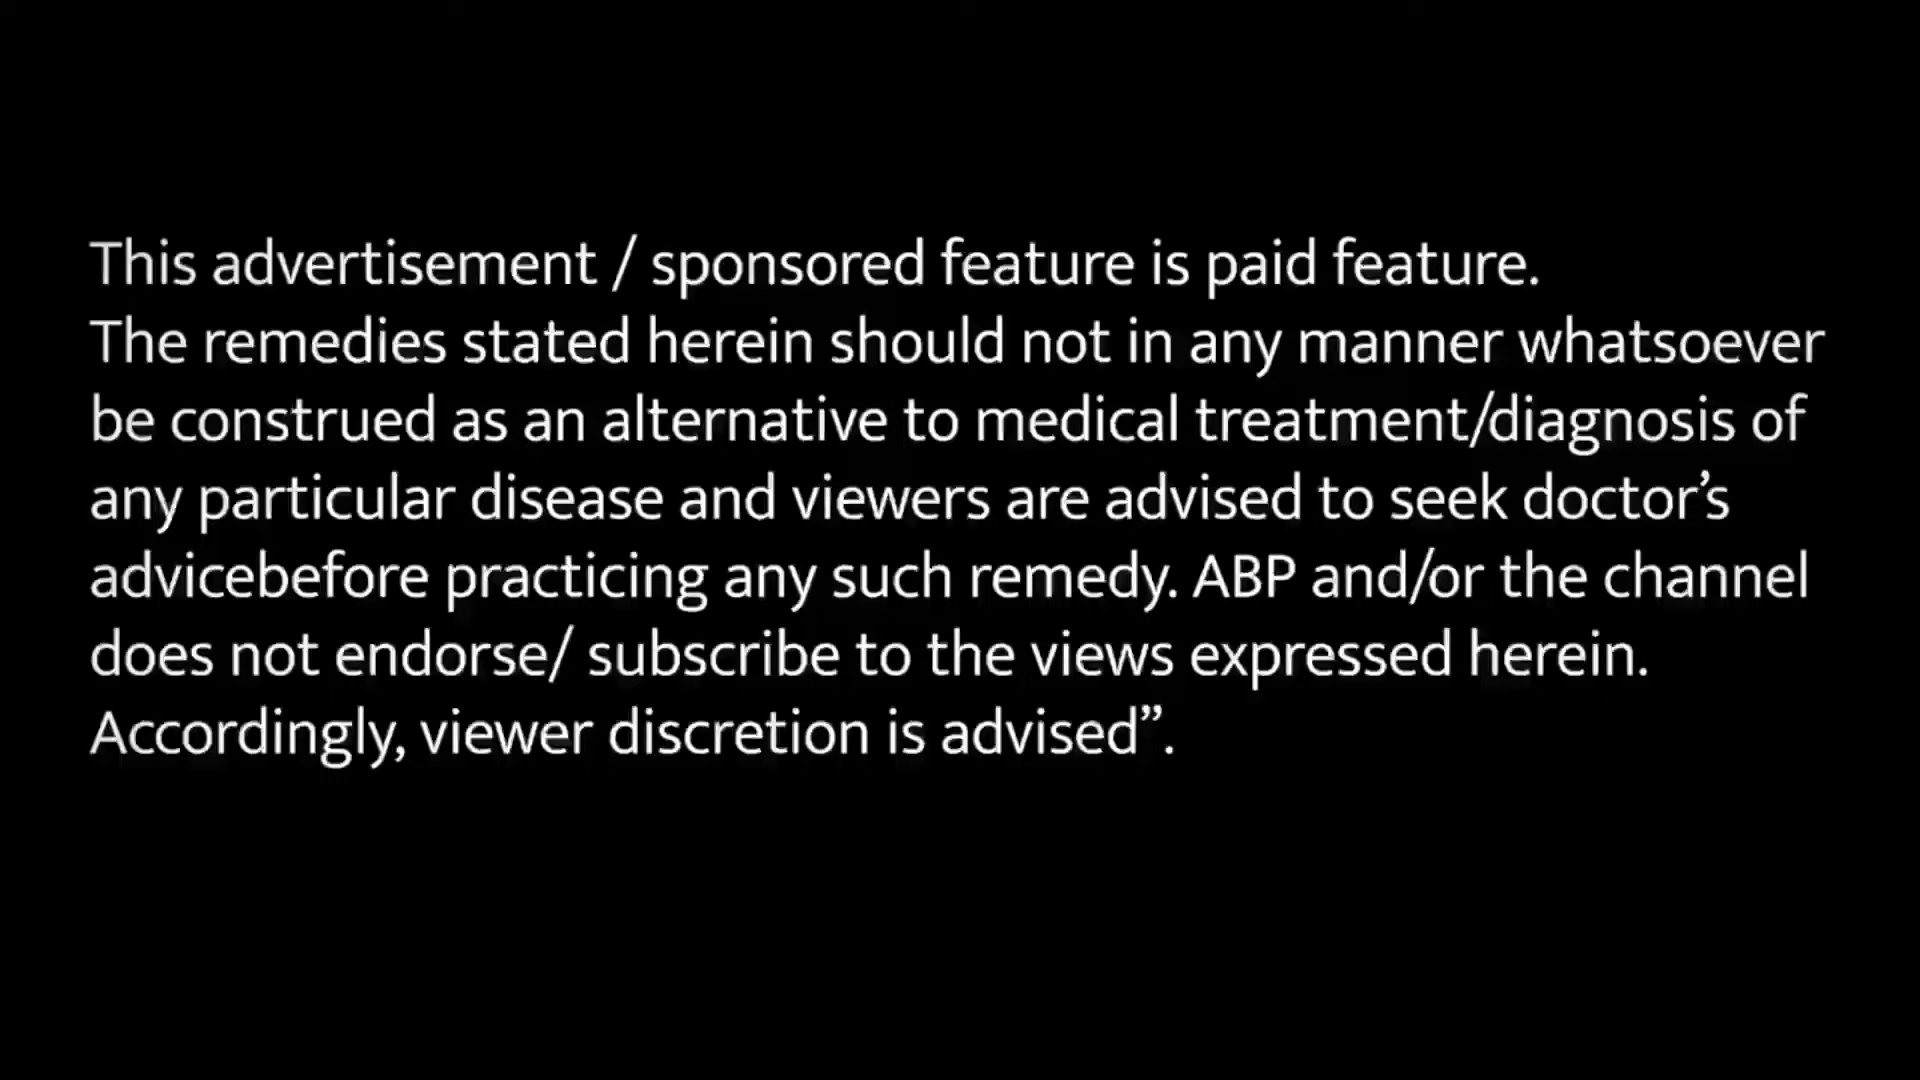 This advertisement / sponsored feature is paid feature.
The remedies stated herein should not in any manner whatsoever
be construed as an alternative to medical treatment/diagnosis of
any particular disease and viewers are advised to seek doctor’s
advicebefore practicing any such remedy. ABP and/or the channel
does not endorse/ subscribe to the views expressed herein.
Accordingly, viewer discretion is advised”.